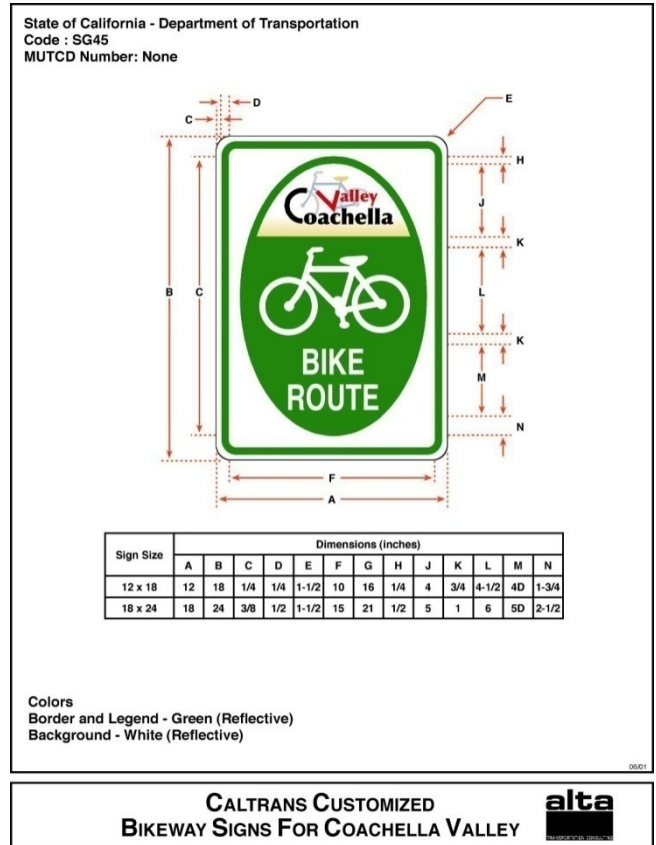 State of California - Department of Transportation
Code : SG45
MUTCD Number: None
D
C
E
H
J
K
B
C
L
K
M
N
F
A
Valley
Coachella
BIKE
ROUTE
Sign Size
Dimensions (inches)
A B C D E F G H J K L M N
12 x 18 12 18 1/4 1/4 1-1/2 10 16 1/4 4 3/4 4-1/2 4D 1-3/4
18 x 24 18 24 3/8 1/2 1-1/2 15 21 1/2 5 1 6 5D 2-1/2
Colors
Border and Legend - Green (Reflective)
Background - White (Reflective)
06/01
CALTRANS CUSTOMIZED
BIKEWAY SIGNS FOR COACHELLA VALLEY
alta
TRANSPORTATION CONSULTING